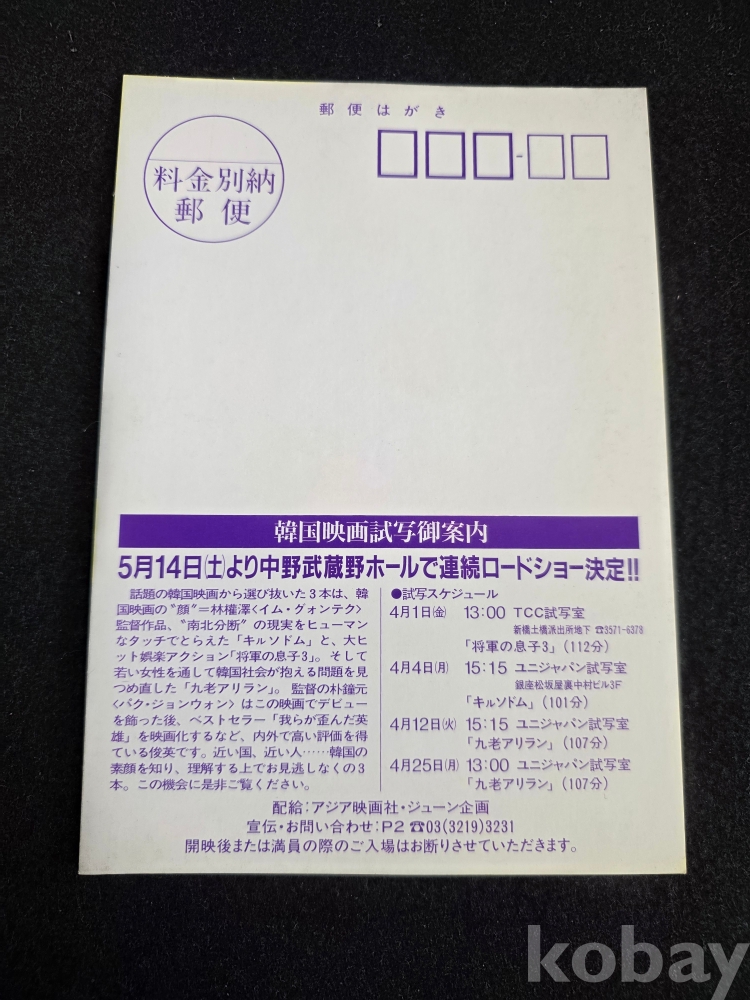 郵便はがき
料金別納
郵便
韓国映画試写御案内
5月14日(土)より中野武蔵野ホールで連続ロードショー決定!!
話題の韓国映画から選び抜いた3本は、韓
国映画の“顔”=林權澤〈イム・グォンテク〉
監督作品、“南北分断”の現実をヒューマン
なタッチでとらえた「キルソドム」と、大ヒ
ット娯楽アクション「将軍の息子3」。そして
若い女性を通して韓国社会が抱える問題を見
つめ直した「九老アリラン」。監督の朴鐘元
〈パク・ジョンウォン〉はこの映画でデビュー
を飾った後、ベストセラー「我らが歪んだ英
雄」を映画化するなど、内外で高い評価を得
ている俊英です。近い国、近い人……韓国の
素顔を知り、理解する上でお見逃しなくの3
本。この機会に是非ご覧ください。
●試写スケジュール
4月1日(金) 13:00 TCC試写室
新橋土橋派出所地下 ☎3571-6378
「将軍の息子3」(112分)
4月4日(月) 15:15 ユニジャパン試写室
銀座松坂屋裏中村ビル3F
「キルソドム」(101分)
4月12日(火) 15:15 ユニジャパン試写室
「九老アリラン」(107分)
4月25日(月) 13:00 ユニジャパン試写室
「九老アリラン」(107分)
配給:アジア映画社・ジューン企画
宣伝・お問い合わせ:P2 ☎03(3219)3231
開映後または満員の際のご入場はお断りさせていただきます。
kobay